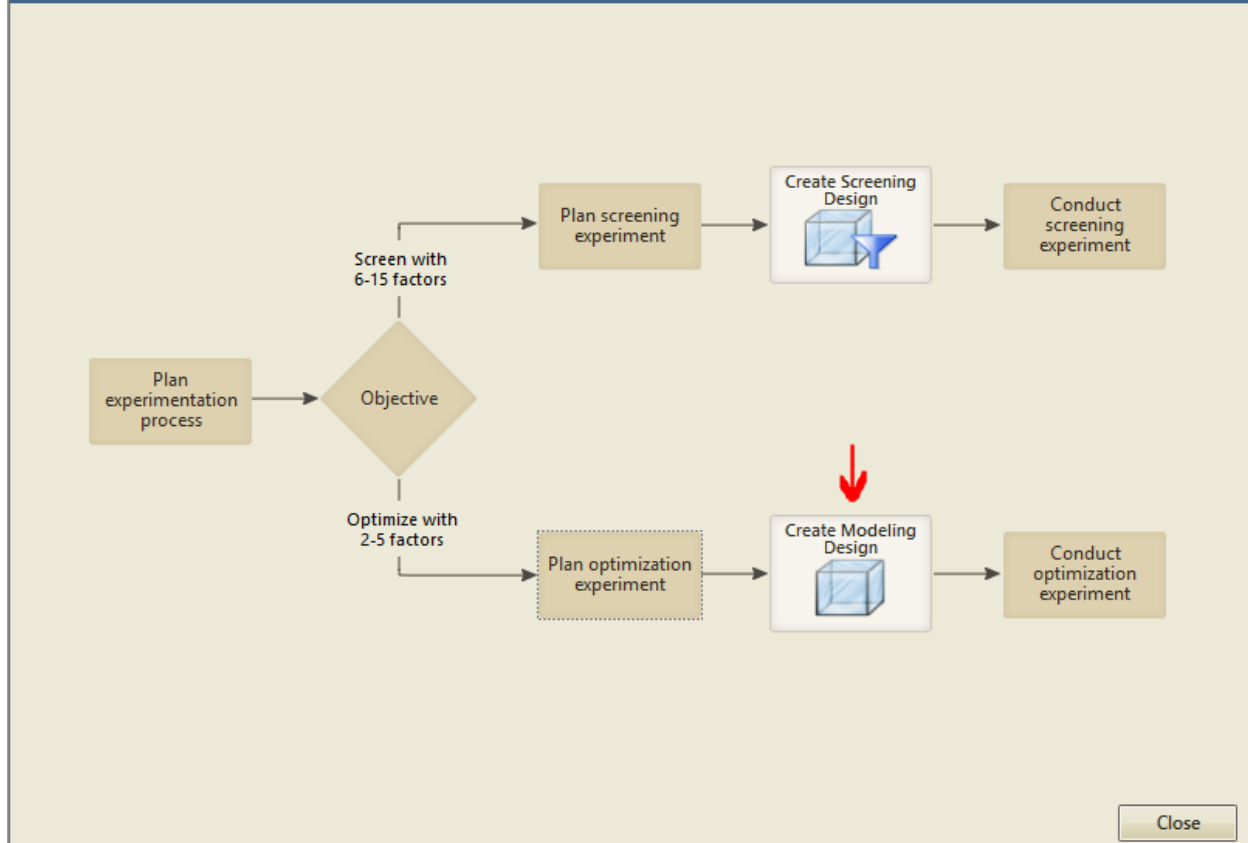 Create Screening
Design
Plan screening
experiment
Conduct
screening
experiment
Screen with
6-15 factors
Plan
experimentation
process
Objective
Optimize with
2-5 factors
Plan optimization
experiment
Create Modeling
Design
Conduct
optimization
experiment
Close